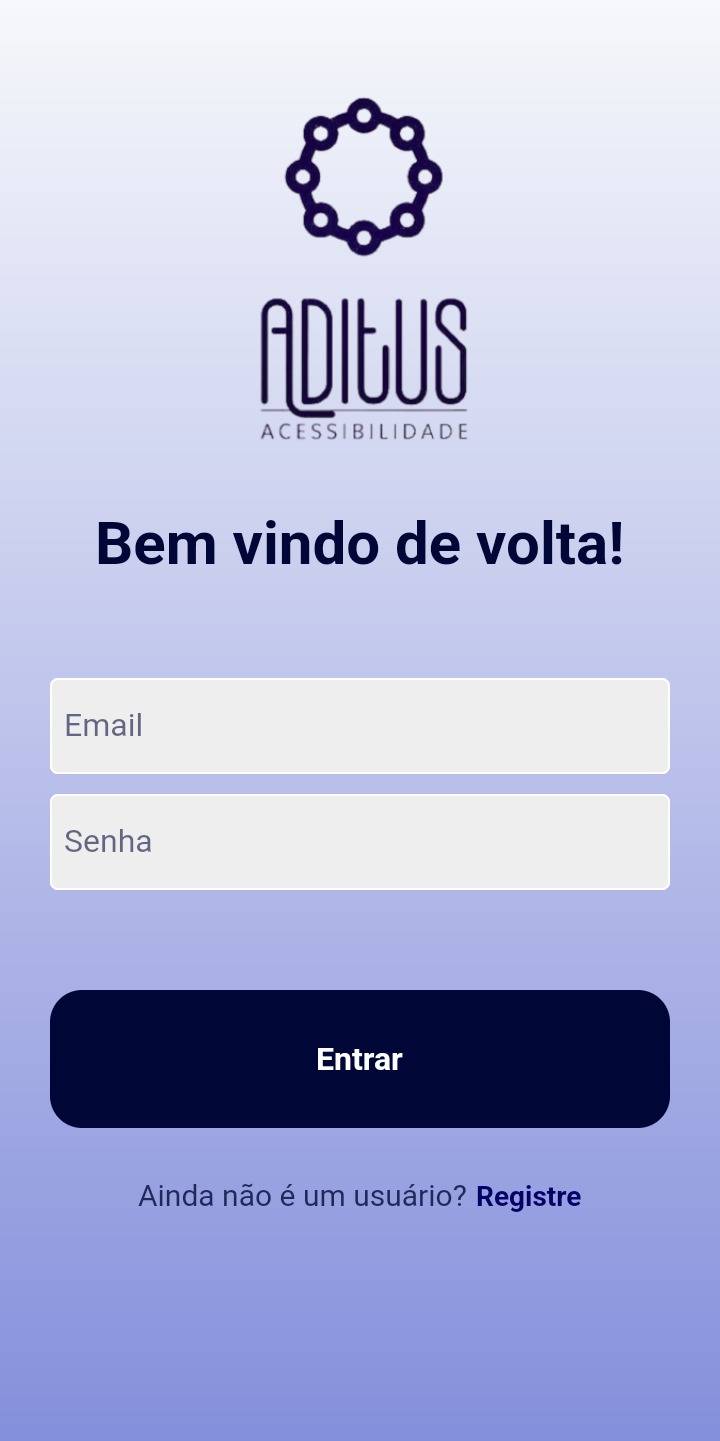 ADITUS
ACESSIBILIDADE
Bem vindo de volta!
Email
Senha
Entrar
Ainda não é um usuário? Registre